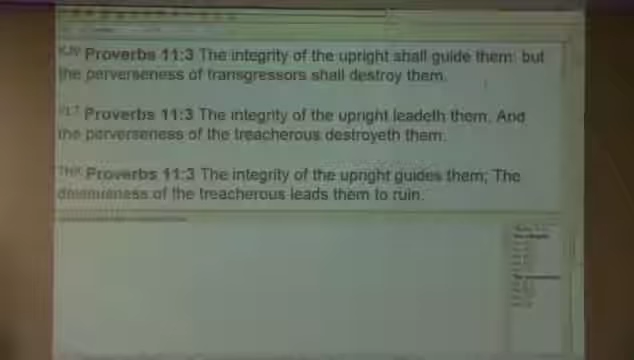 KJV Proverbs 11:3 The integrity of the upright shall guide them: but
the perverseness of transgressors shall destroy them.
YLT Proverbs 11:3 The integrity of the upright leadeth them, And
the perverseness of the treacherous destroyeth them.
Proverbs 11:3 The integrity of the upright guides them; The
of the treacherous leads them to ruin.